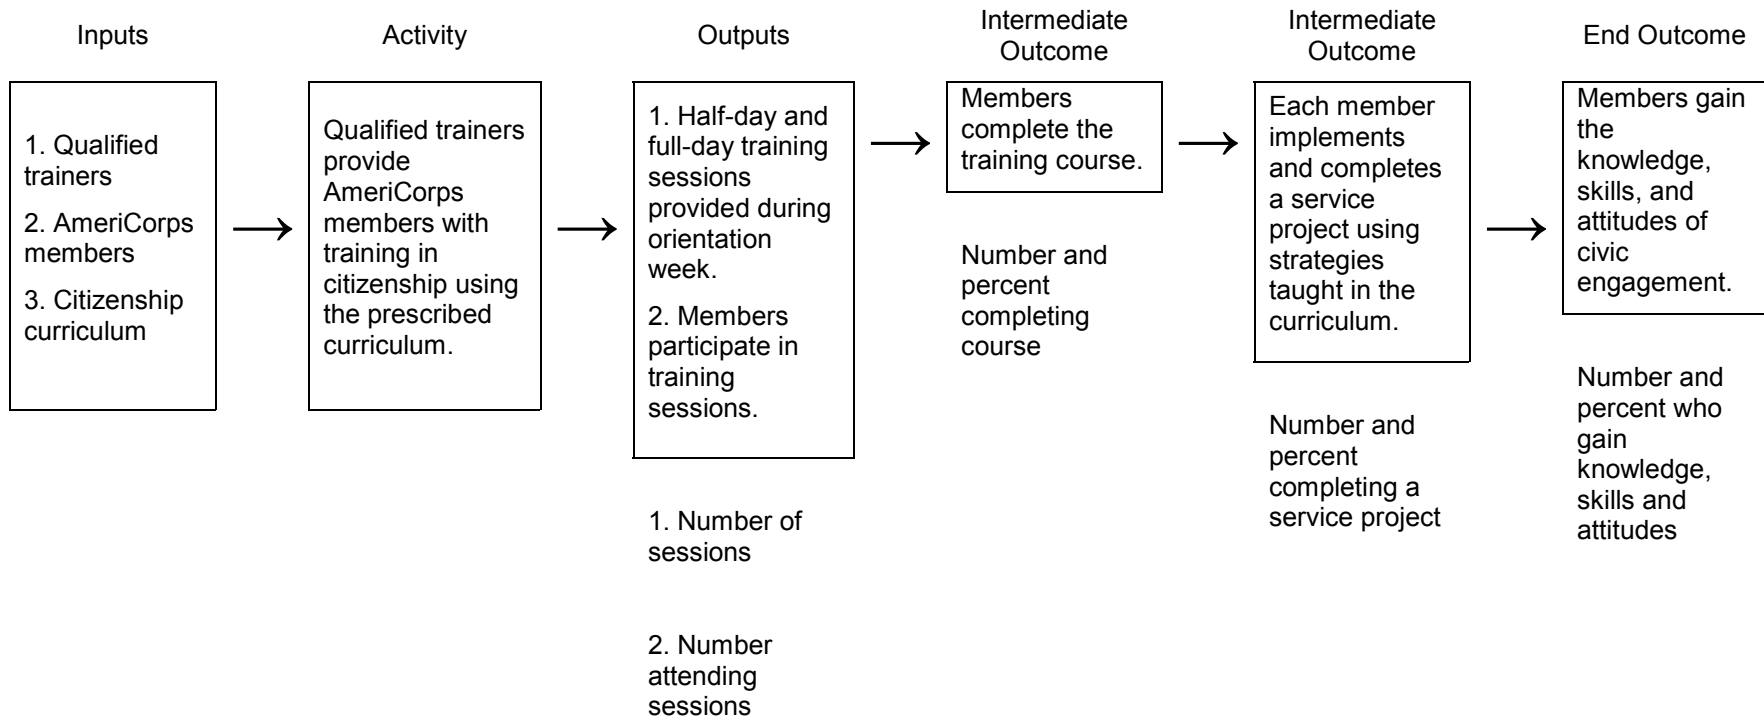 Inputs
1. Qualified
trainers
2. AmeriCorps
members
3. Citizenship
curriculum
Activity
Qualified trainers
provide
AmeriCorps
members with
training in
citizenship using
the prescribed
curriculum.
Outputs
1. Half-day and
full-day training
sessions
provided during
orientation
week.
2. Members
participate in
training
sessions.
1. Number of
sessions
2. Number
attending
sessions
Intermediate
Outcome
Members
complete the
training course.
Number and
percent
completing
course
Intermediate
Outcome
Each member
implements
and completes
a service
project using
strategies
taught in the
curriculum.
Number and
percent
completing a
service project
End Outcome
Members gain
the
knowledge,
skills, and
attitudes of
civic
engagement.
Number and
percent who
gain
knowledge,
skills and
attitudes